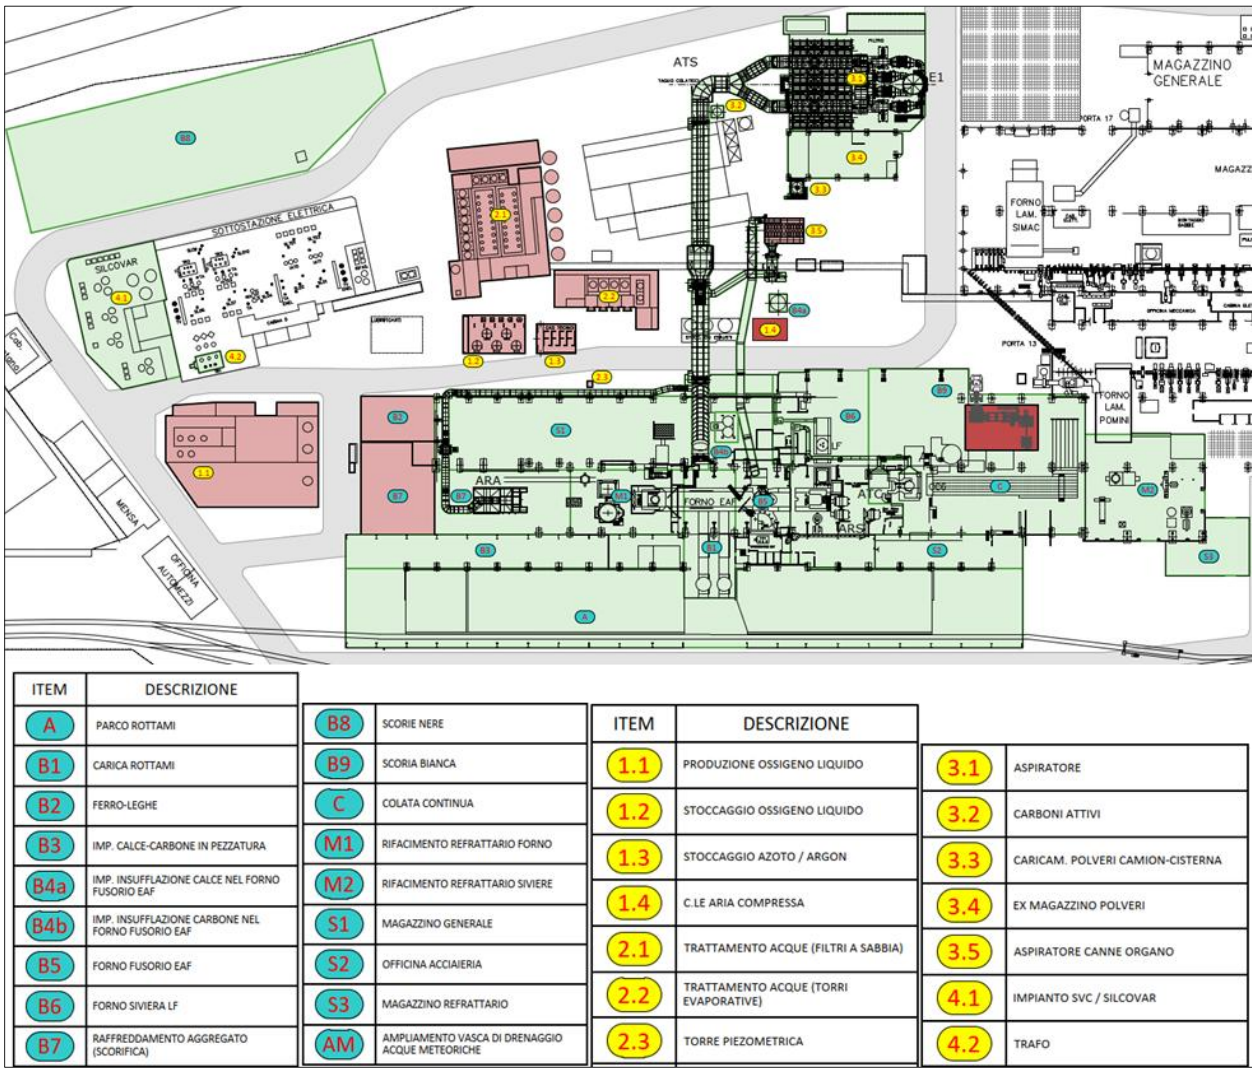 ATS
TAGLIO COLATICCI
FILTRO
3.1
E1
3.2
MAGAZZINO
GENERALE
PORTA 17
B8
3.4
MAGAZZ
3.3
2.1
FORNO
LAM.
SIMAC
SOTTOSTAZIONE ELETTRICA
3.5
SILCOVAR
4.1
2.2
B4a
CABINA 3
LUBRIFICANTI
1.4
OFFICINA MECCANICA
1.2
1.3
PORTA 13
4.2
2.3
B9
FORNO
LAM.
POMINI
B2
S1
B6
LF
B4b
1.1
ARA
B7
B7
M1
FORNO EAF
B5
ATC
C
M2
MENSA
ARS
B3
B1
S2
S3
OFFICINA
AUTOMEZZI
A
ITEM DESCRIZIONE
A PARCO ROTTAMI
B1 CARICA ROTTAMI
B2 FERRO-LEGHE
B3 IMP. CALCE-CARBONE IN PEZZATURA
B4a IMP. INSUFFLAZIONE CALCE NEL FORNO
FUSORIO EAF
B4b IMP. INSUFFLAZIONE CARBONE NEL
FORNO FUSORIO EAF
B5 FORNO FUSORIO EAF
B6 FORNO SIVIERA LF
B7 RAFFREDDAMENTO AGGREGATO
(SCORIFICA)
B8 SCORIE NERE
B9 SCORIA BIANCA
C COLATA CONTINUA
M1 RIFACIMENTO REFRATTARIO FORNO
M2 RIFACIMENTO REFRATTARIO SIVIERE
S1 MAGAZZINO GENERALE
S2 OFFICINA ACCIAIERIA
S3 MAGAZZINO REFRATTARIO
AM AMPLIAMENTO VASCA DI DRENAGGIO
ACQUE METEORICHE
ITEM DESCRIZIONE
1.1 PRODUZIONE OSSIGENO LIQUIDO
1.2 STOCCAGGIO OSSIGENO LIQUIDO
1.3 STOCCAGGIO AZOTO / ARGON
1.4 C.LE ARIA COMPRESSA
2.1 TRATTAMENTO ACQUE (FILTRI A SABBIA)
2.2 TRATTAMENTO ACQUE (TORRI
EVAPORATIVE)
2.3 TORRE PIEZOMETRICA
3.1 ASPIRATORE
3.2 CARBONI ATTIVI
3.3 CARICAM. POLVERI CAMION-CISTERNA
3.4 EX MAGAZZINO POLVERI
3.5 ASPIRATORE CANNE ORGANO
4.1 IMPIANTO SVC / SILCOVAR
4.2 TRAFO